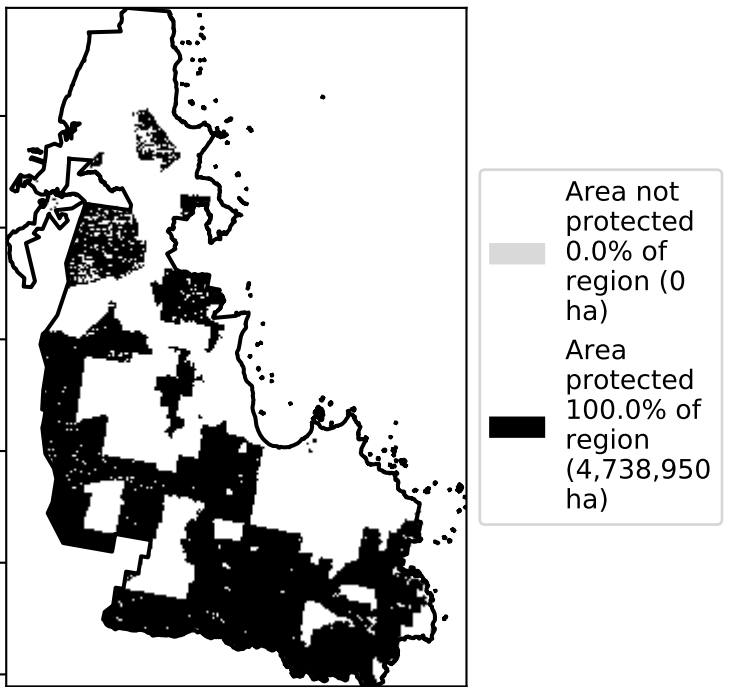 Area not
protected
0.0% of
region (0
ha)
Area
protected
100.0% of
region
(4,738,950
ha)